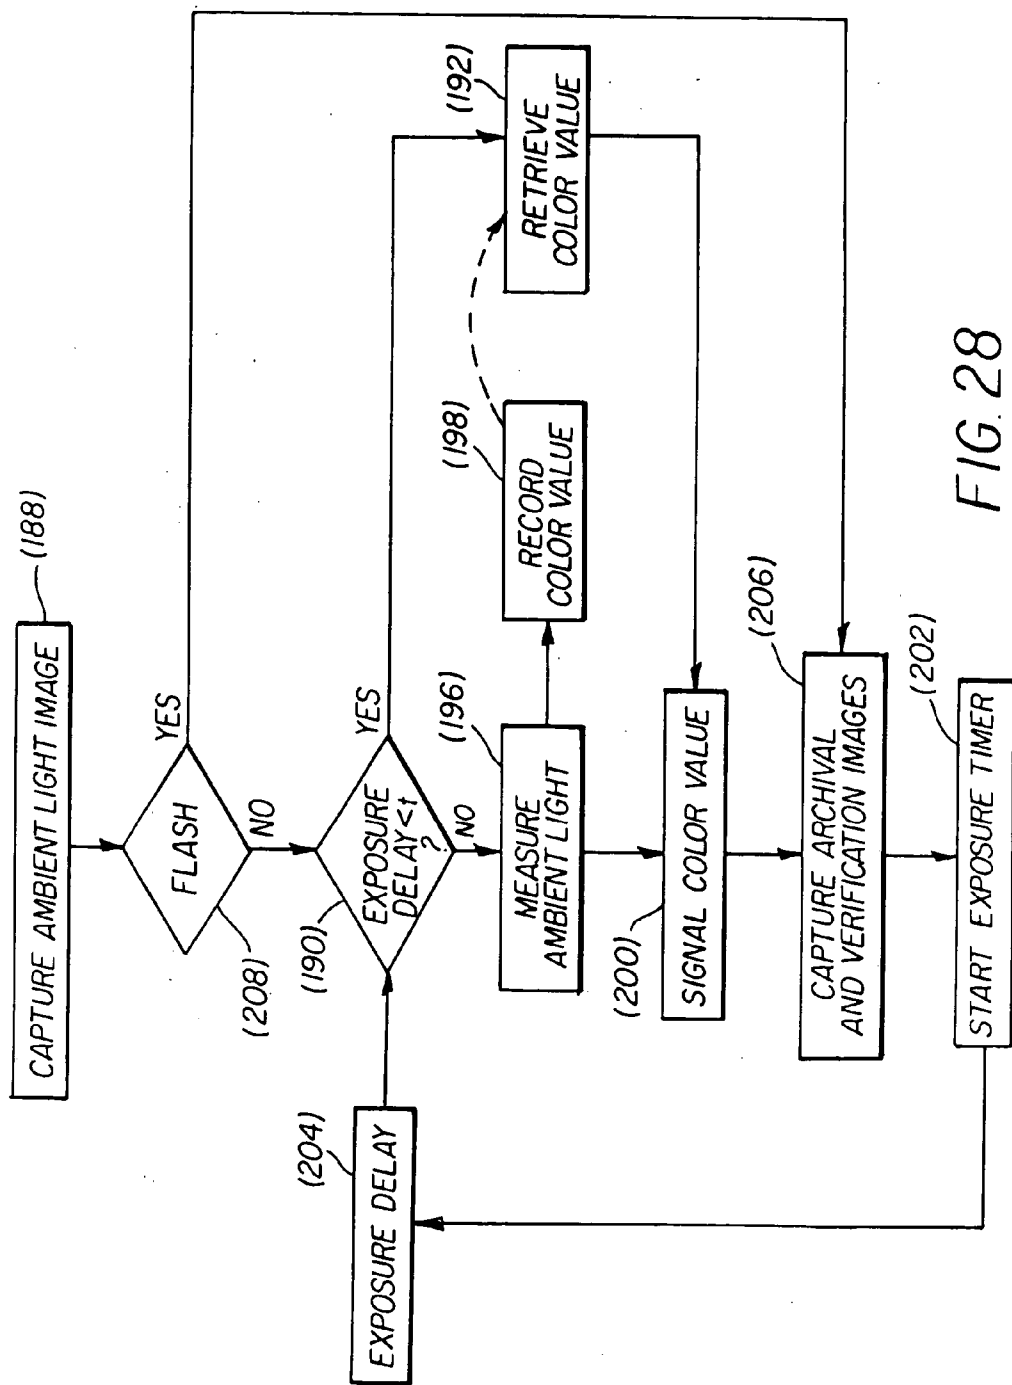 CAPTURE AMBIENT LIGHT IMAGE
(188)
FLASH
YES
NO
(208)
(190)
EXPOSURE
DELAY<t
?
YES
NO
EXPOSURE DELAY
(204)
MEASURE
AMBIENT LIGHT
(196)
RECORD
COLOR VALUE
(198)
RETRIEVE
COLOR VALUE
(192)
SIGNAL COLOR VALUE
(200)
CAPTURE ARCHIVAL
AND VERIFICATION IMAGES
(206)
START EXPOSURE TIMER
(202)
FIG. 28